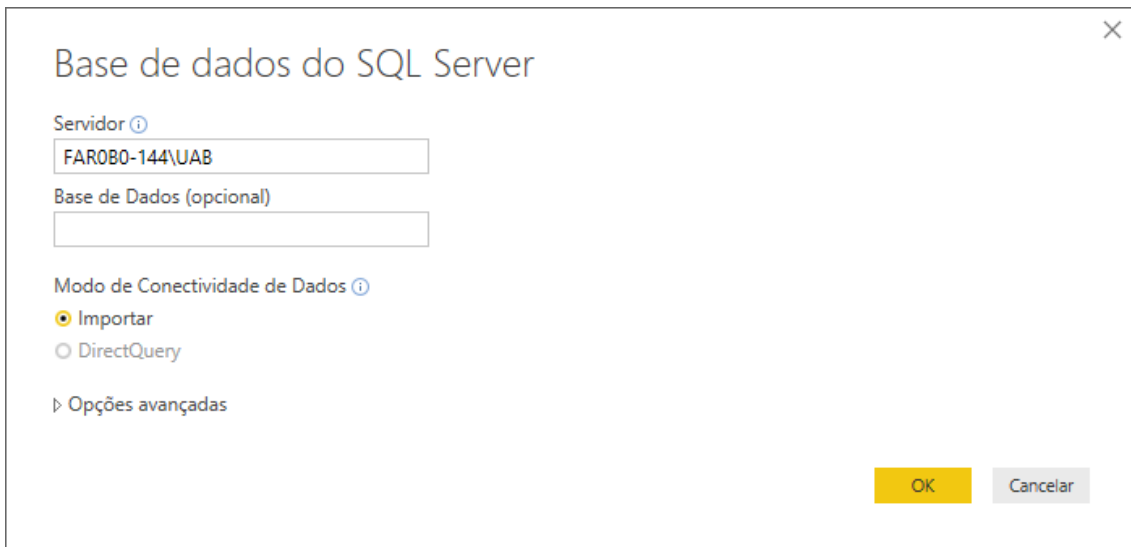 Base de dados do SQL Server
Servidor
FAR0B0-144\UAB
Base de Dados (opcional)
Modo de Conectividade de Dados
Importar
DirectQuery
Opções avançadas
OK Cancelar